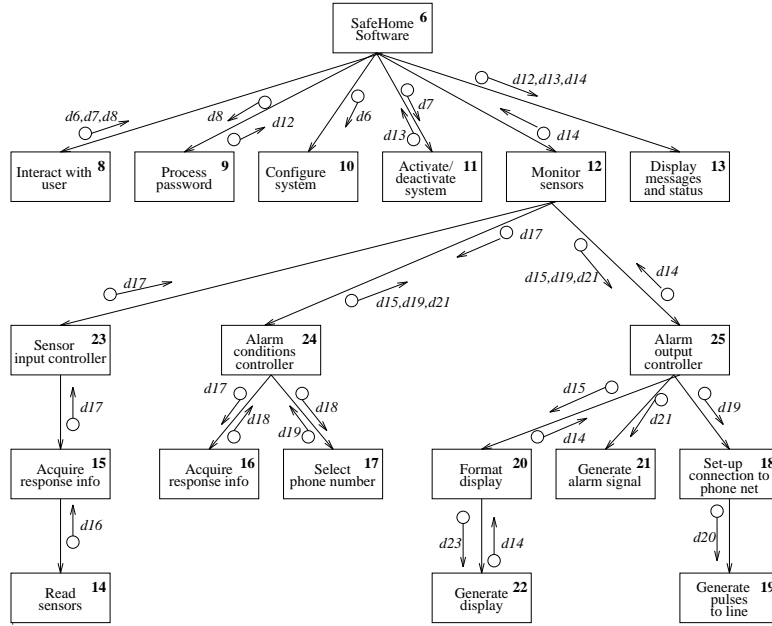 SafeHome 6
Software
d12,d13,d14
d6,d7,d8
d8
d12
d6
d7
d13
d14
Interact with 8
user
Process 9
password
Configure
system 10
Activate/
deactivate 11
system
Monitor 12
sensors
Display 13
messages
and status
d17
d17
d15,d19,d21
d15,d19,d21
d14
23
Sensor
input controller
Alarm 24
conditions
controller
Alarm 25
output
controller
d17
d17
d18
d18
d19
d15
d14
d21
d19
Acquire 15
response info
Acquire 16
response info
Select 17
phone number
Format 20
display
Generate 21
alarm signal
Set-up 18
connection to
phone net
d16
d23
d14
d20
Read 14
sensors
Generate 22
display
Generate 19
pulses
to line